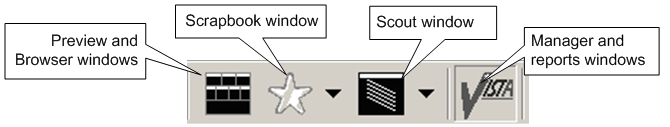 Preview and
Browser windows
Scrapbook window
Scout window
Manager and
reports windows
VISTA